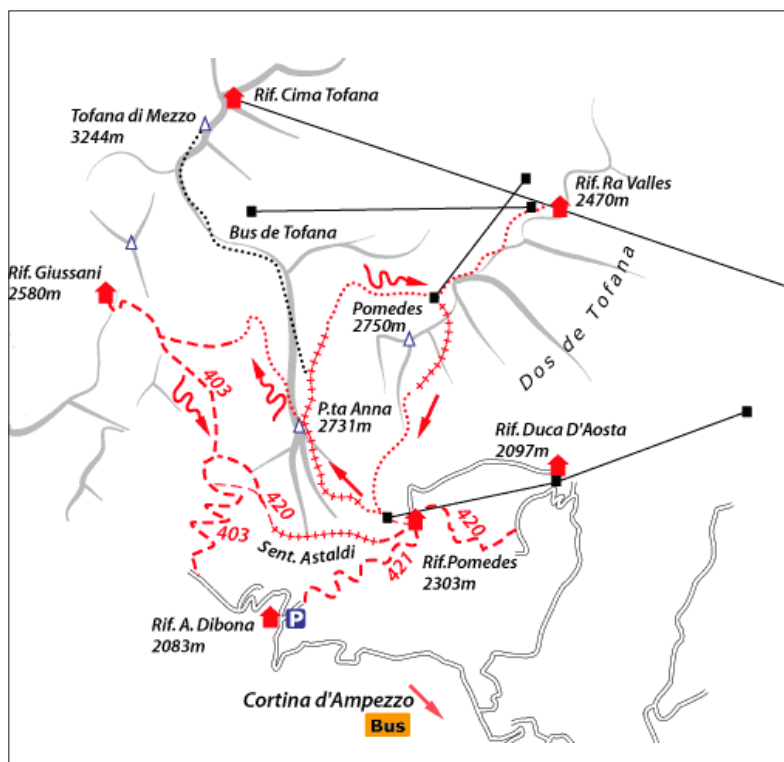 Rif. Cima Tofana
Tofana di Mezzo
3244m
Rif. Ra Valles
2470m
Bus de Tofana
Rif. Giussani
2580m
Pomedes
2750m
Dos de Tofana
403
P.ta Anna
2731m
Rif. Duca D'Aosta
2097m
420
420
403
Sent. Astaldi
421
Rif.Pomedes
2303m
Rif. A. Dibona
2083m
P
Cortina d'Ampezzo
Bus